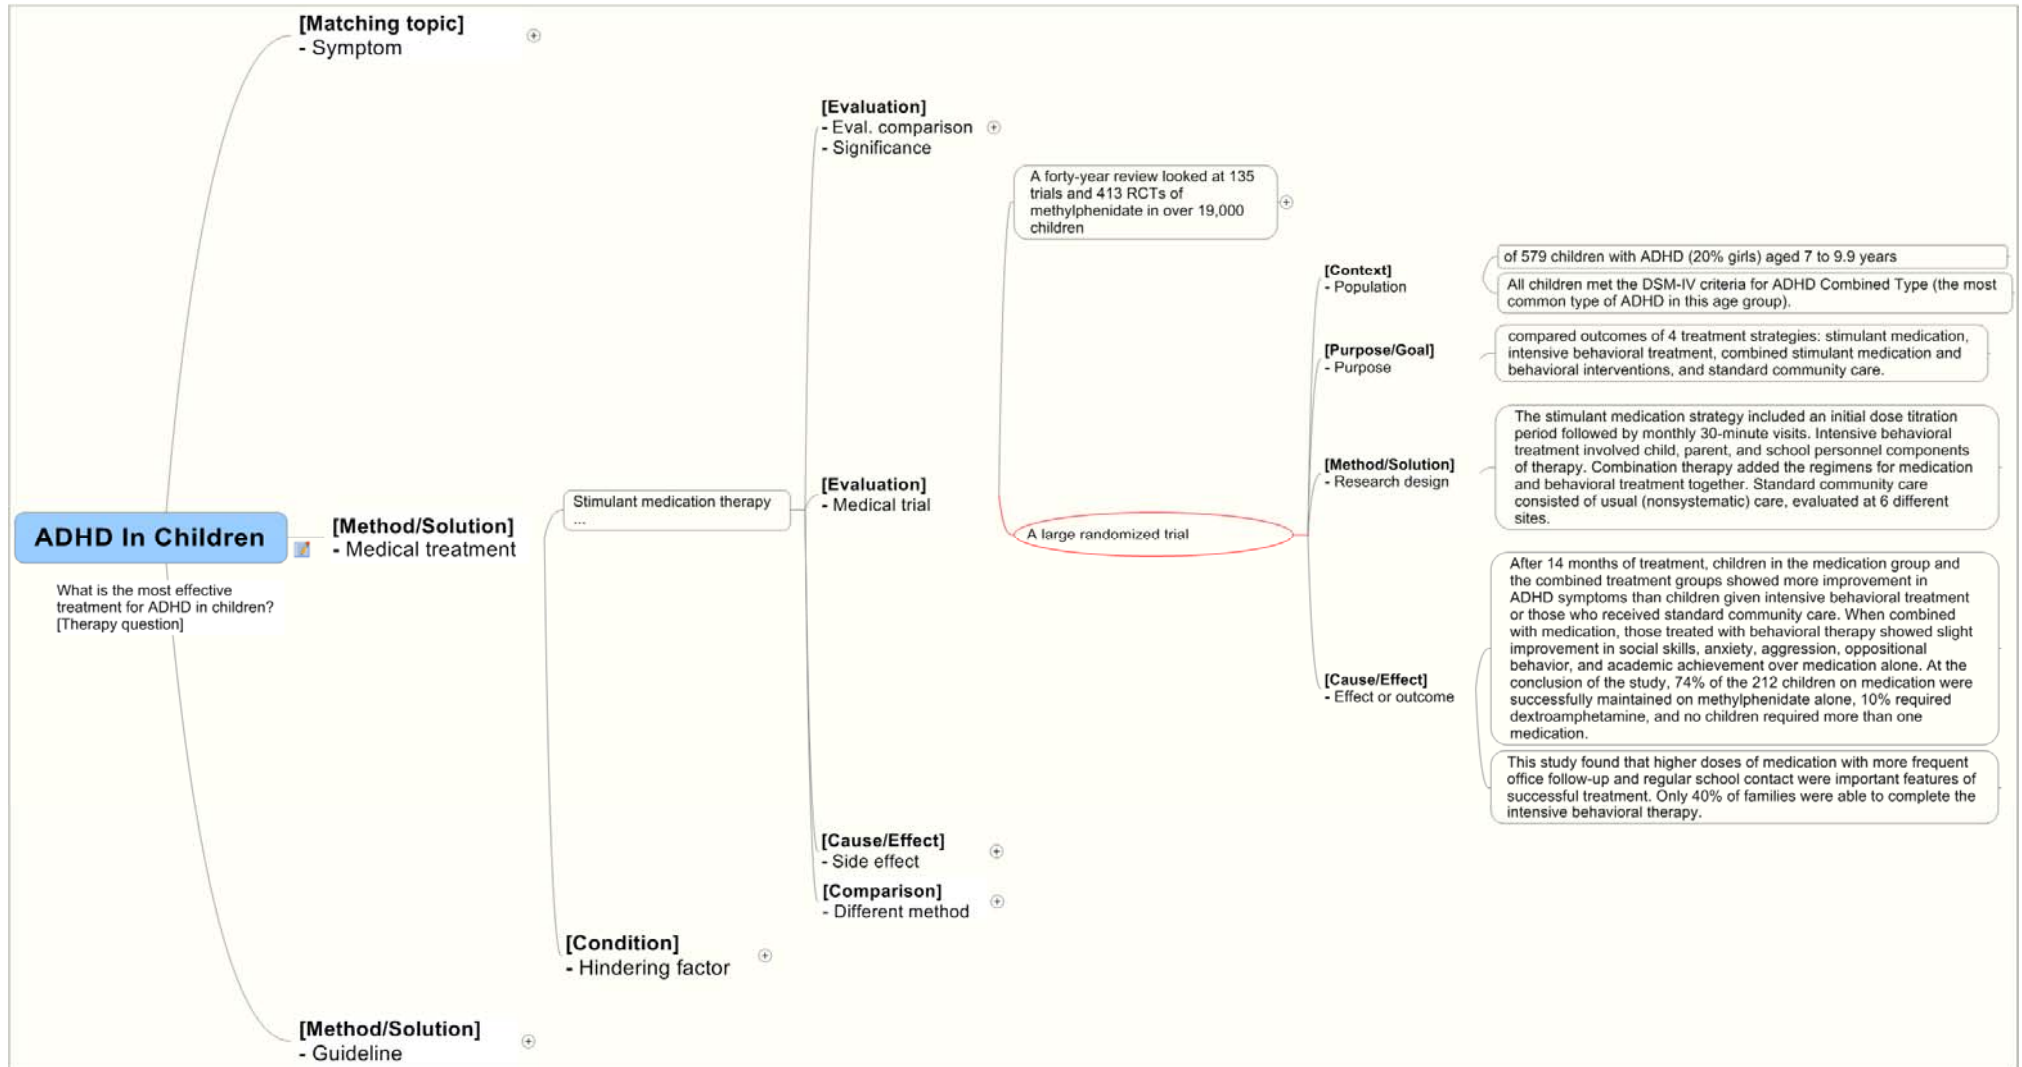 [Matching topic]
- Symptom
ADHD In Children
What is the most effective
treatment for ADHD in children?
[Therapy question]
[Method/Solution]
- Medical treatment
Stimulant medication therapy
...
[Evaluation]
- Eval. comparison
- Significance
[Evaluation]
- Medical trial
A forty-year review looked at 135
trials and 413 RCTs of
methylphenidate in over 19,000
children
A large randomized trial
[Context]
- Population
of 579 children with ADHD (20% girls) aged 7 to 9.9 years
All children met the DSM-IV criteria for ADHD Combined Type (the most
common type of ADHD in this age group).
[Purpose/Goal]
- Purpose
compared outcomes of 4 treatment strategies: stimulant medication,
intensive behavioral treatment, combined stimulant medication and
behavioral interventions, and standard community care.
[Method/Solution]
- Research design
The stimulant medication strategy included an initial dose titration
period followed by monthly 30-minute visits. Intensive behavioral
treatment involved child, parent, and school personnel components
of therapy. Combination therapy added the regimens for medication
and behavioral treatment together. Standard community care
consisted of usual (nonsystematic) care, evaluated at 6 different
sites.
[Cause/Effect]
- Effect or outcome
After 14 months of treatment, children in the medication group and
the combined treatment groups showed more improvement in
ADHD symptoms than children given intensive behavioral treatment
or those who received standard community care. When combined
with medication, those treated with behavioral therapy showed slight
improvement in social skills, anxiety, aggression, oppositional
behavior, and academic achievement over medication alone. At the
conclusion of the study, 74% of the 212 children on medication were
successfully maintained on methylphenidate alone, 10% required
dextroamphetamine, and no children required more than one
medication.
This study found that higher doses of medication with more frequent
office follow-up and regular school contact were important features of
successful treatment. Only 40% of families were able to complete the
intensive behavioral therapy.
[Cause/Effect]
- Side effect
[Comparison]
- Different method
[Condition]
- Hindering factor
[Method/Solution]
- Guideline